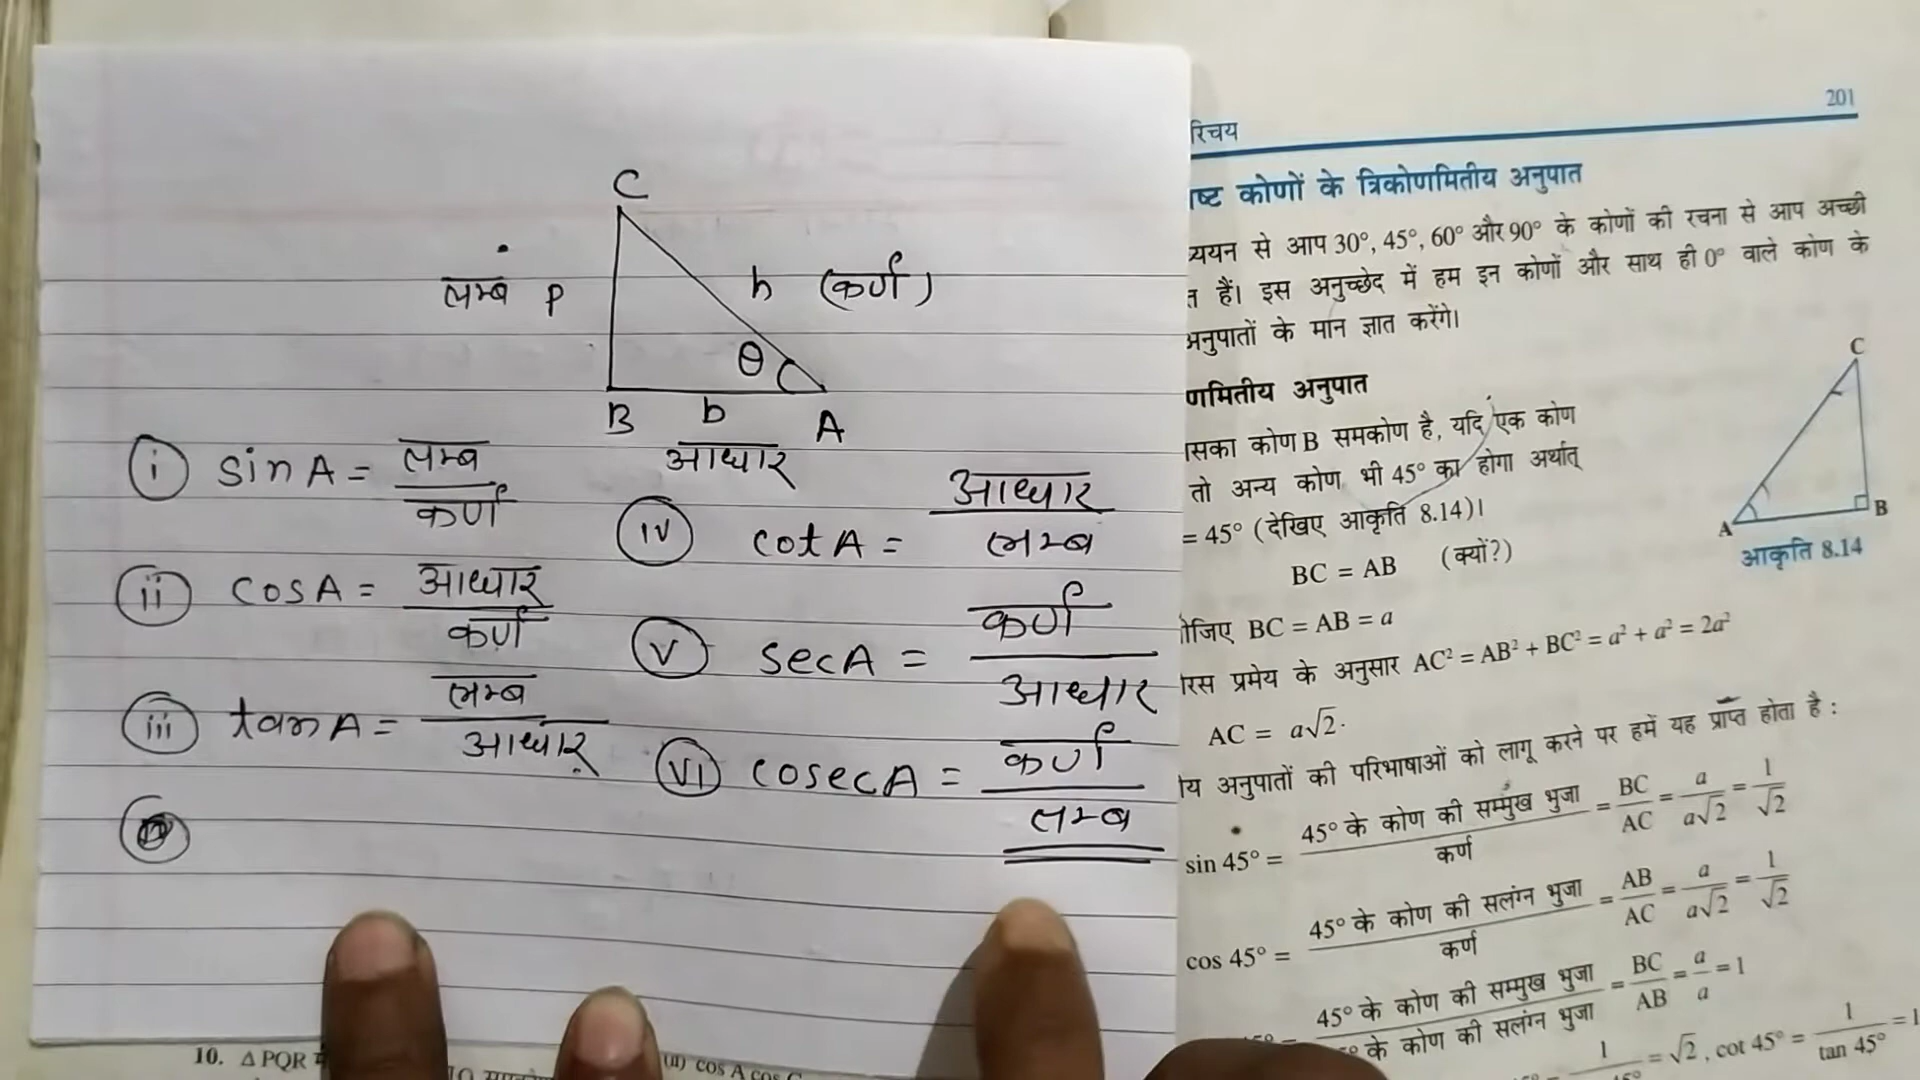 C
लम्ब P
h (कर्ण)
θ
B b A
आधार
(i) sin A = लम्ब / कर्ण
(ii) cos A = आधार / कर्ण
(iii) tan A = लम्ब / आधार
(iv) cot A = आधार / लम्ब
(v) sec A = कर्ण / आधार
(vi) cosec A = कर्ण / लम्ब
10. Δ PQR में
(ii) cos A cos
201
रिचय
ष्ट कोणों के त्रिकोणमितीय अनुपात
ययन से आप 30°, 45°, 60° और 90° के कोणों की रचना से आप अच्छी
त हैं। इस अनुच्छेद में हम इन कोणों और साथ ही 0° वाले कोण के
अनुपातों के मान ज्ञात करेंगे।
णमितीय अनुपात
सका कोण B समकोण है, यदि एक कोण
तो अन्य कोण भी 45° का होगा अर्थात्
= 45° (देखिए आकृति 8.14)।
BC = AB (क्यों?)
C
A
B
आकृति 8.14
ीजिए BC = AB = a
रस प्रमेय के अनुसार AC² = AB² + BC² = a² + a² = 2a²
AC = a√2.
ीय अनुपातों की परिभाषाओं को लागू करने पर हमें यह प्राप्त होता है :
sin 45° = 45° के कोण की सम्मुख भुजा / कर्ण = BC / AC = a / a√2 = 1 / √2
cos 45° = 45° के कोण की सलंग्न भुजा / कर्ण = AB / AC = a / a√2 = 1 / √2
45° के कोण की सम्मुख भुजा / ° के कोण की सलंग्न भुजा = BC / AB = a / a = 1
1 / = √2 , cot 45° = 1 / tan 45° = 1